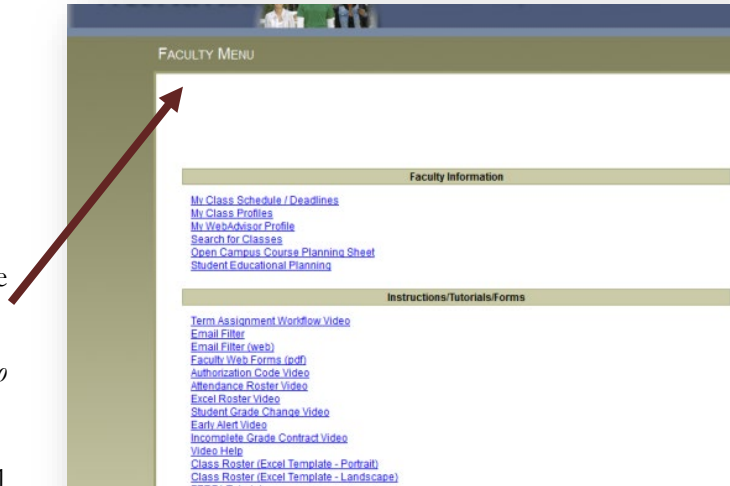 FACULTY MENU
Faculty Information
My Class Schedule / Deadlines
My Class Profiles
My WebAdvisor Profile
Search for Classes
Open Campus Course Planning Sheet
Student Educational Planning
Instructions/Tutorials/Forms
Term Assignment Workflow Video
Email Filter
Email Filter (web)
Faculty Web Forms (pdf)
Authorization Code Video
Attendance Roster Video
Excel Roster Video
Student Grade Change Video
Early Alert Video
Incomplete Grade Contract Video
Video Help
Class Roster (Excel Template - Portrait)
Class Roster (Excel Template - Landscape)